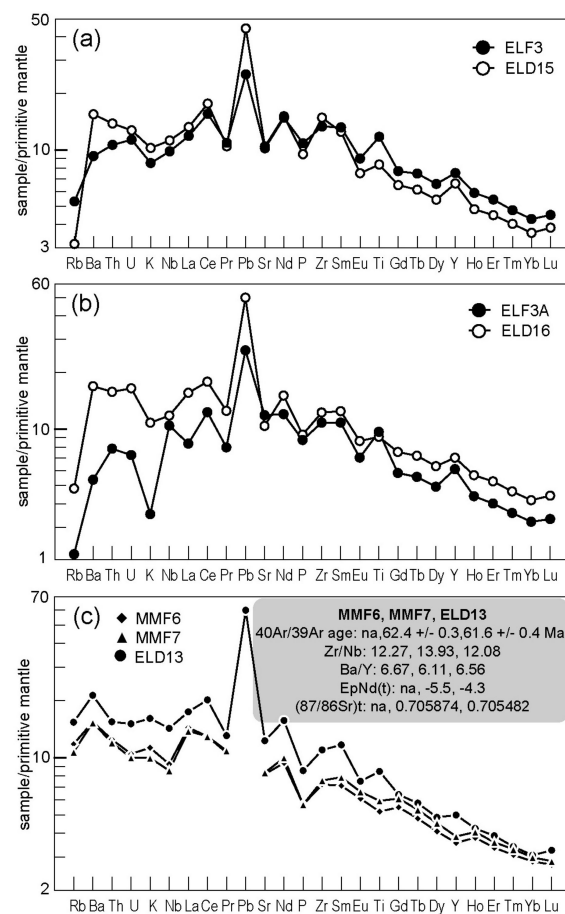 50
(a)
ELF3
ELD15
sample/primitive mantle
10
3
Rb Ba Th U K Nb La Ce Pr Pb Sr Nd P Zr Sm Eu Ti Gd Tb Dy Y Ho Er Tm Yb Lu
60
(b)
ELF3A
ELD16
sample/primitive mantle
10
1
Rb Ba Th U K Nb La Ce Pr Pb Sr Nd P Zr Sm Eu Ti Gd Tb Dy Y Ho Er Tm Yb Lu
70
(c)
MMF6
MMF7
ELD13
MMF6, MMF7, ELD13
40Ar/39Ar age: na,62.4 +/- 0.3,61.6 +/- 0.4 Ma
Zr/Nb: 12.27, 13.93, 12.08
Ba/Y: 6.67, 6.11, 6.56
EpNd(t): na, -5.5, -4.3
(87/86Sr)t: na, 0.705874, 0.705482
sample/primitive mantle
10
2
Rb Ba Th U K Nb La Ce Pr Pb Sr Nd P Zr Sm Eu Ti Gd Tb Dy Y Ho Er Tm Yb Lu